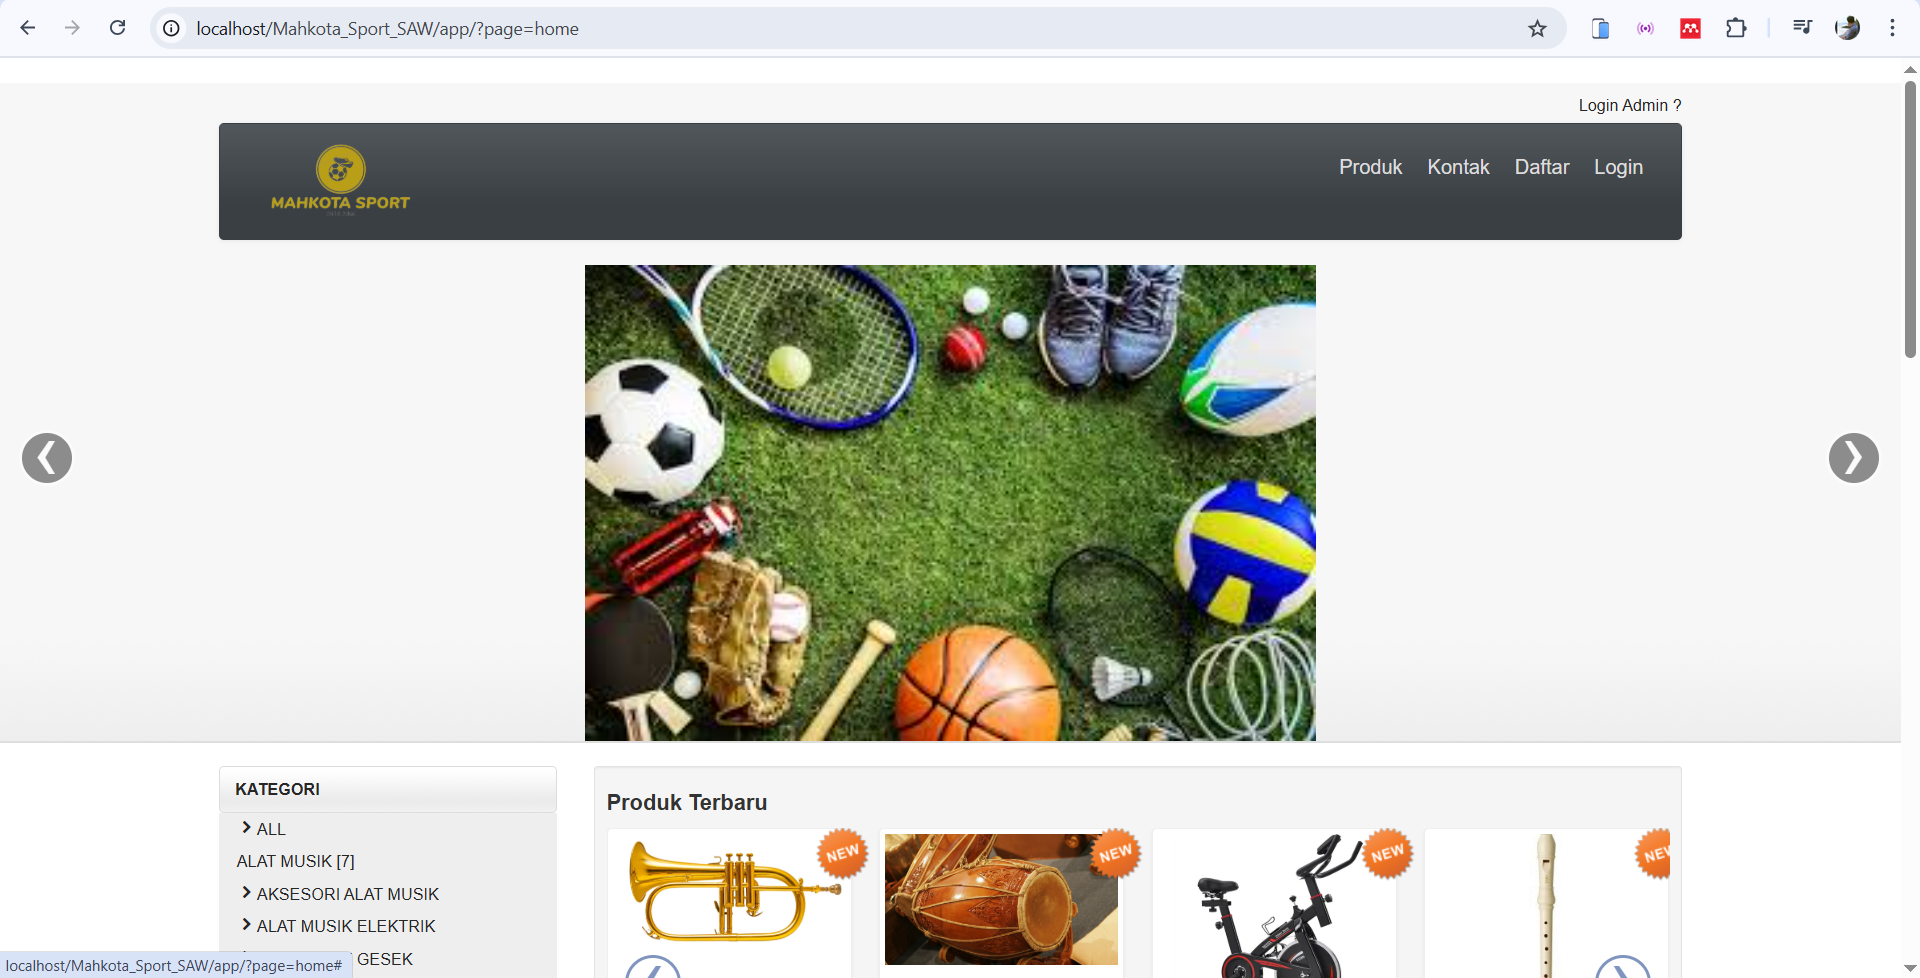 localhost/Mahkota_Sport_SAW/app/?page=home
Login Admin ?
MAHKOTA SPORT
Produk Kontak Daftar Login
KATEGORI
ALL
ALAT MUSIK [7]
AKSESORI ALAT MUSIK
ALAT MUSIK ELEKTRIK
GESEK
Produk Terbaru
NEW
NEW
NEW
NEW
localhost/Mahkota_Sport_SAW/app/?page=home#